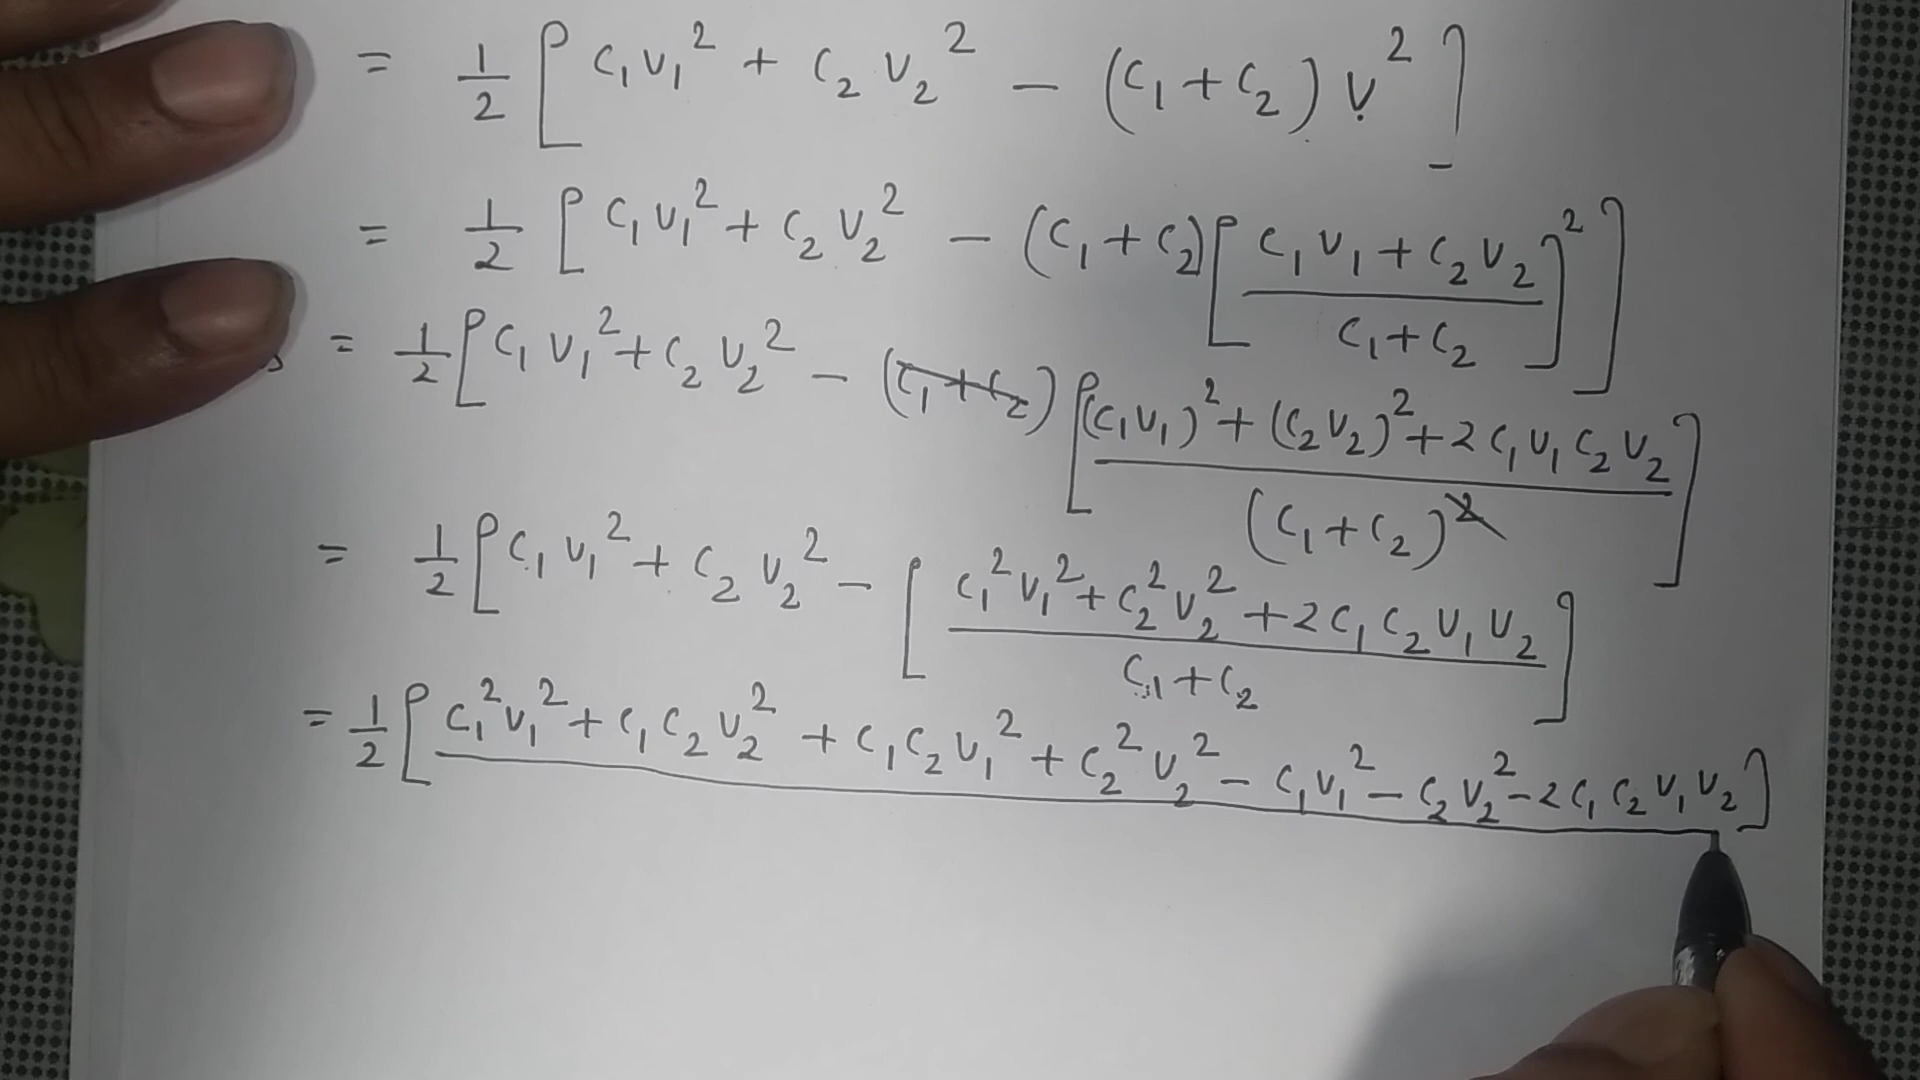 = 1/2 [ C₁V₁² + C₂V₂² − (C₁+C₂) V² ]
= 1/2 [ C₁V₁² + C₂V₂² − (C₁+C₂) [ (C₁V₁ + C₂V₂) / (C₁+C₂) ]² ]
= 1/2 [ C₁V₁² + C₂V₂² − (C₁+C₂) [ ((C₁V₁)² + (C₂V₂)² + 2C₁V₁C₂V₂) / (C₁+C₂)² ]
= 1/2 [ C₁V₁² + C₂V₂² − [ (C₁²V₁² + C₂²V₂² + 2C₁C₂V₁V₂) / (C₁+C₂) ]
= 1/2 [ C₁²V₁² + C₁C₂V₂² + C₁C₂V₁² + C₂²V₂² − C₁V₁² − C₂V₂² − 2C₁C₂V₁V₂ ]